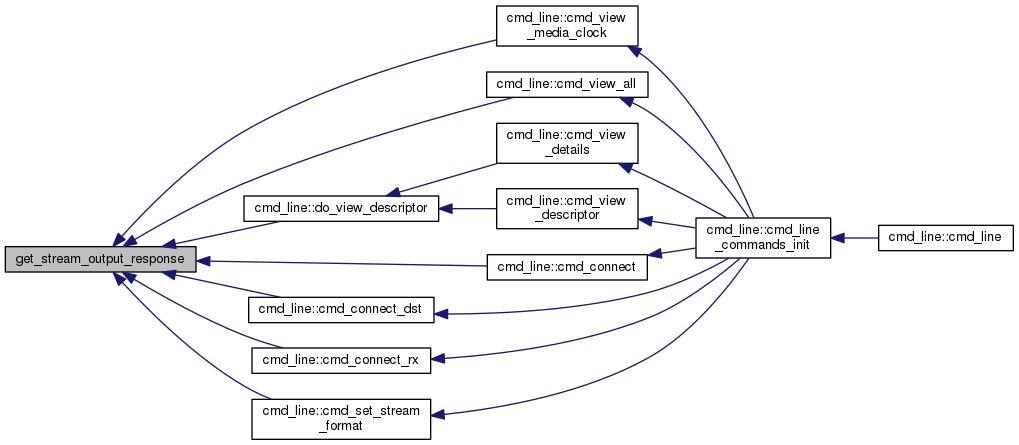 cmd_line::cmd_view
_media_clock
cmd_line::cmd_view_all
cmd_line::cmd_view
_details
cmd_line::do_view_descriptor
cmd_line::cmd_view
_descriptor
cmd_line::cmd_line
_commands_init
cmd_line::cmd_line
get_stream_output_response
cmd_line::cmd_connect
cmd_line::cmd_connect_dst
cmd_line::cmd_connect_rx
cmd_line::cmd_set_stream
_format